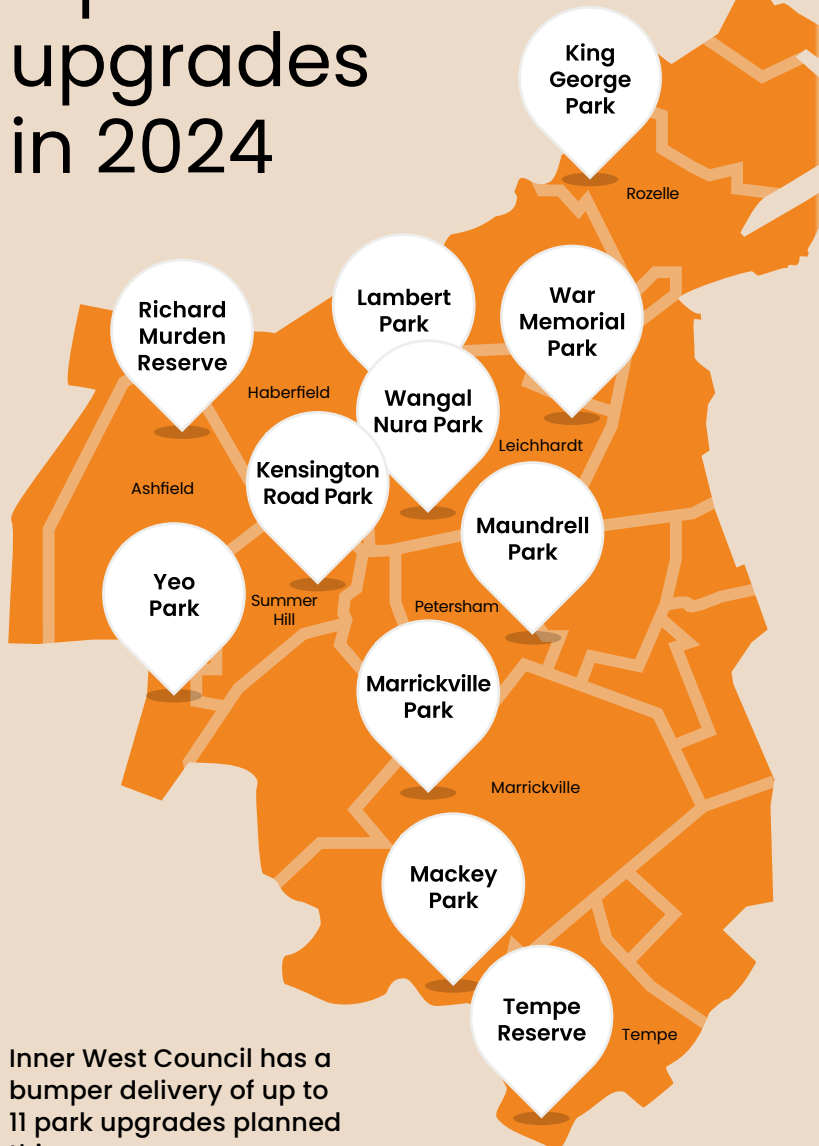 upgrades
in 2024
King
George
Park
Rozelle
Richard
Murden
Reserve
Lambert
Park
War
Memorial
Park
Haberfield
Wangal
Nura Park
Leichhardt
Kensington
Road Park
Ashfield
Maundrell
Park
Yeo
Park
Summer
Hill
Petersham
Marrickville
Park
Marrickville
Mackey
Park
Tempe
Reserve
Tempe
Inner West Council has a
bumper delivery of up to
11 park upgrades planned